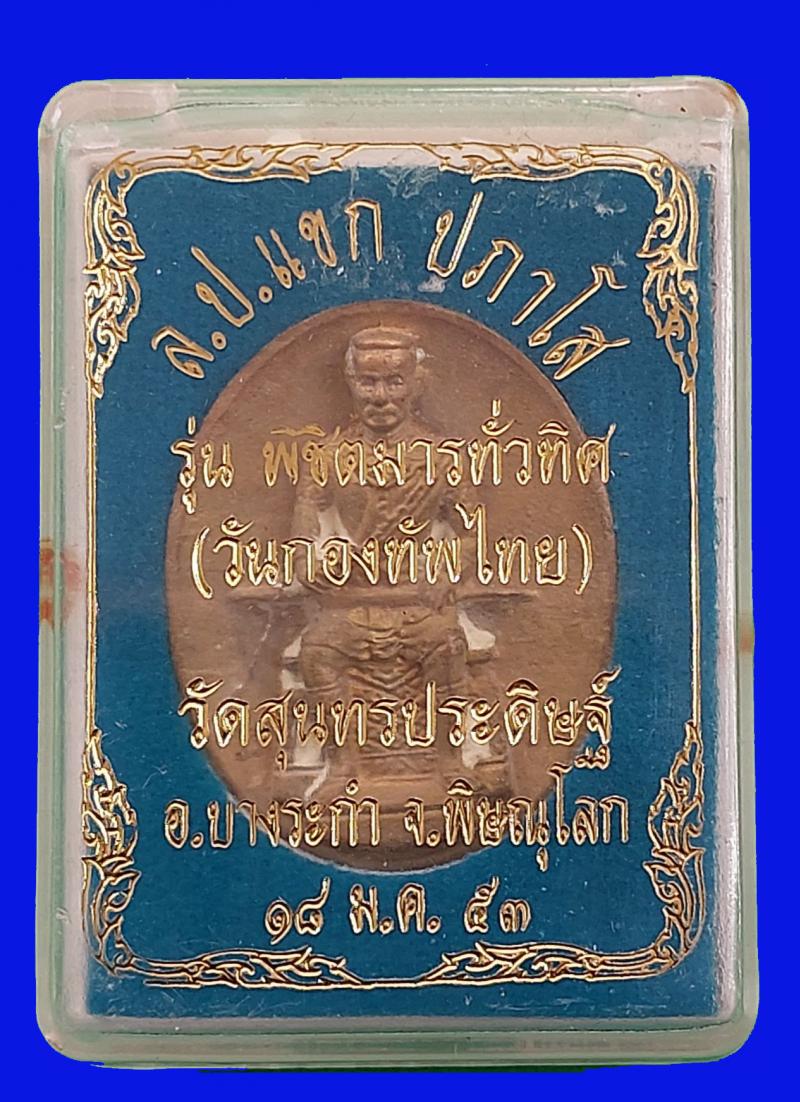 ล.ป.แขก ปภาโส
รุ่น พิชิตมารทั่วทิศ
(วันกองทัพไทย)
วัดสุนทรประดิษฐ์
อ.บางระกำ จ.พิษณุโลก
๑๘ ม.ค. ๕๓